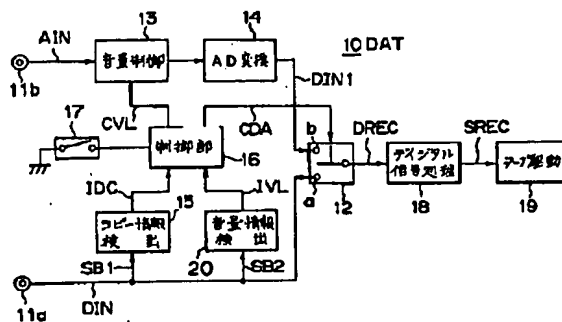 13
14
10 DAT
AIN
音量制御
AD変換
11b
DIN1
17
CVL
CDA
制御部
16
b
a
12
DREC
ディジタル
信号処理
18
SREC
テープ駆動
19
IDC
IVL
コピー情報
検出
15
音量情報
検出
20
SB1
SB2
DIN
11a